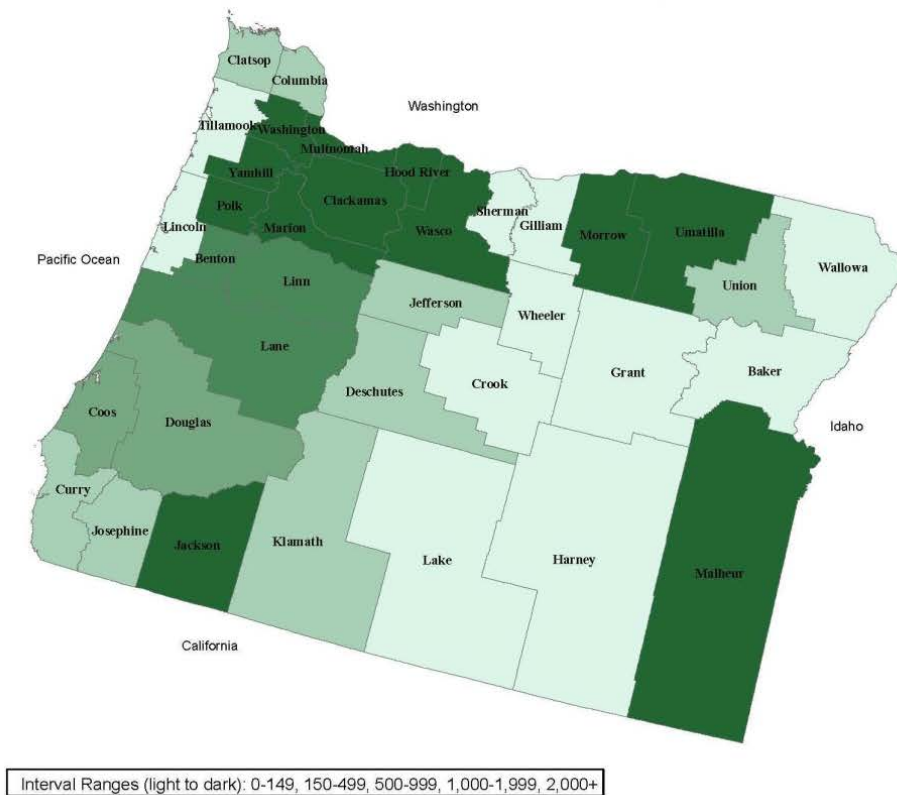 Clatsop
Columbia
Washington
Tillamook
Washington
Multnomah
Yamhill
Hood River
Clackamas
Polk
Marion
Wasco
Sherman
Gilliam
Morrow
Umatilla
Wallowa
Lincoln
Pacific Ocean
Benton
Linn
Jefferson
Union
Wheeler
Lane
Grant
Baker
Crook
Deschutes
Coos
Douglas
Idaho
Curry
Josephine
Jackson
Klamath
Lake
Harney
Malheur
California
Interval Ranges (light to dark): 0-149, 150-499, 500-999, 1,000-1,999, 2,000+